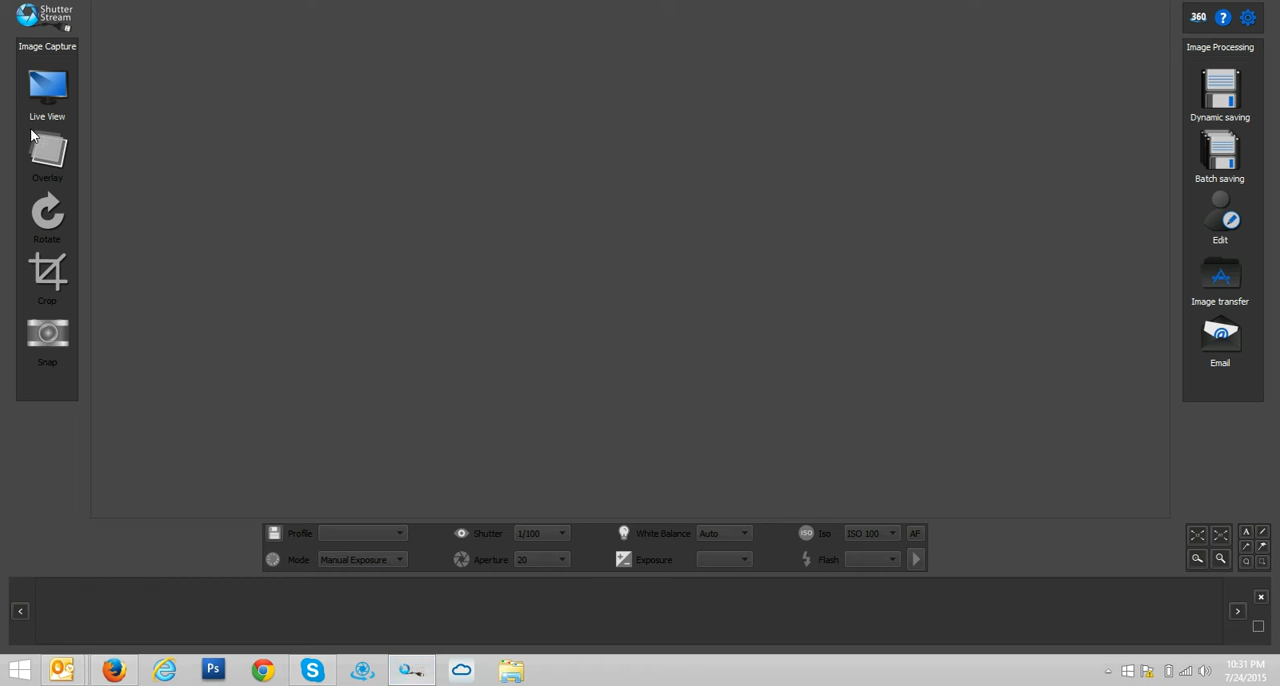 Shutter
Stream
Image Capture
Live View
Overlay
Rotate
Crop
Snap
360 ?
Image Processing
Dynamic saving
Batch saving
Edit
Image transfer
@
Email
Profile
Shutter 1/100
White Balance Auto
ISO Iso ISO 100 AF
Mode Manual Exposure
Aperture 20
Exposure
Flash
A
<
>
x
Ps
S
10:31 PM
7/24/2015